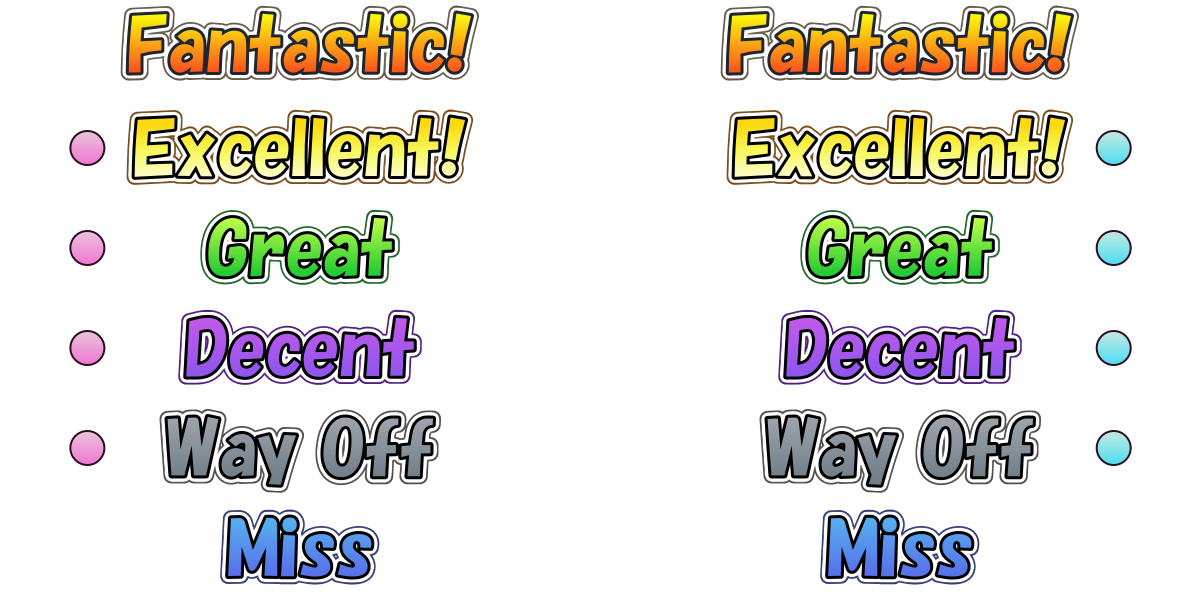 Fantastic! Fantastic!
Excellent! Excellent!
Great Great
Decent Decent
Way Off Way Off
Miss Miss